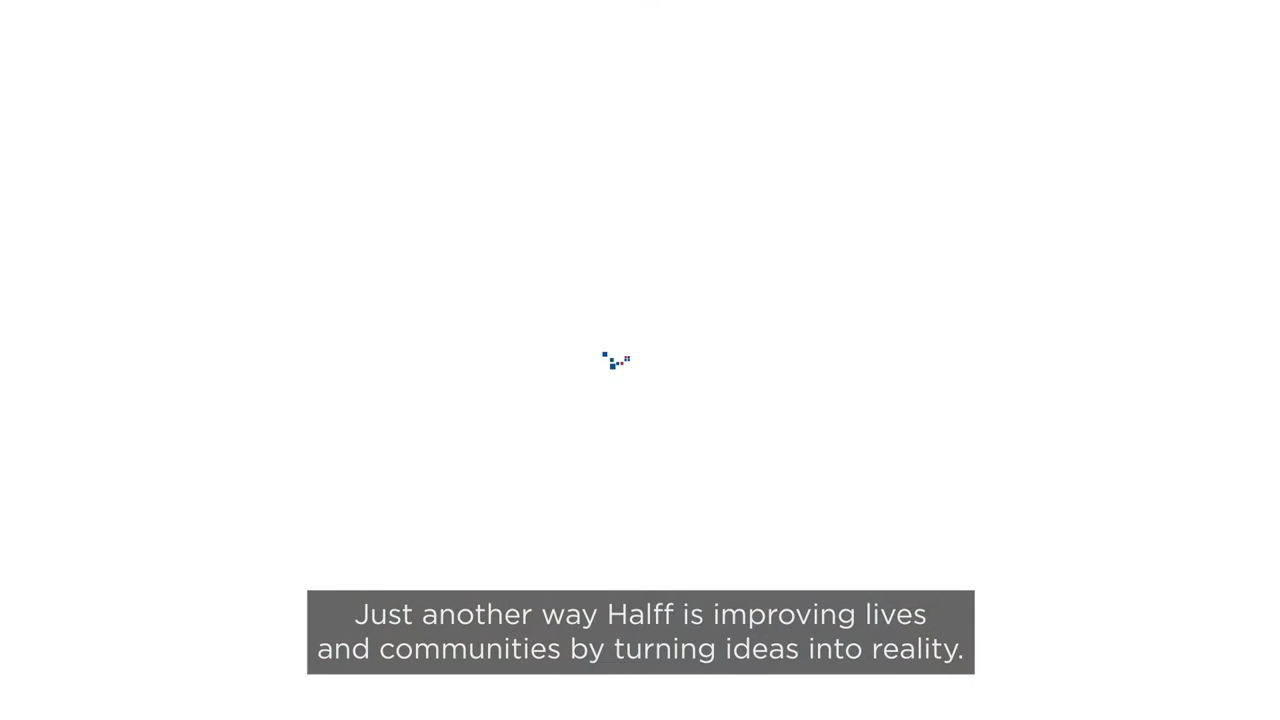 Just another way Halff is improving lives
and communities by turning ideas into reality.